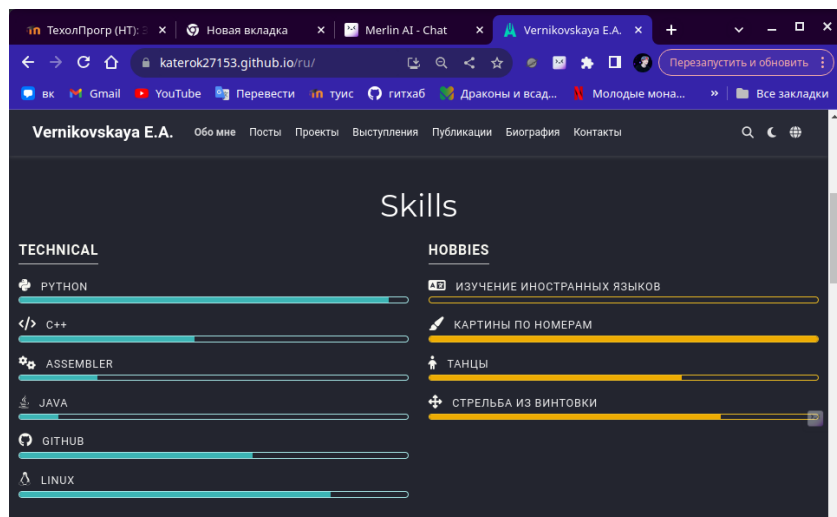 ТехолПрогр (НТ): З
Новая вкладка
Merlin AI - Chat
Vernikovskaya E.A.
katerok27153.github.io/ru/
Перезапустить и обновить
вк
Gmail
YouTube
Перевести
туис
гитхаб
Драконы и всад...
Молодые мона...
»
Все закладки
Vernikovskaya E.A.
Обо мне
Посты
Проекты
Выступления
Публикации
Биография
Контакты
Skills
TECHNICAL
PYTHON
C++
ASSEMBLER
JAVA
GITHUB
LINUX
HOBBIES
ИЗУЧЕНИЕ ИНОСТРАННЫХ ЯЗЫКОВ
КАРТИНЫ ПО НОМЕРАМ
ТАНЦЫ
СТРЕЛЬБА ИЗ ВИНТОВКИ